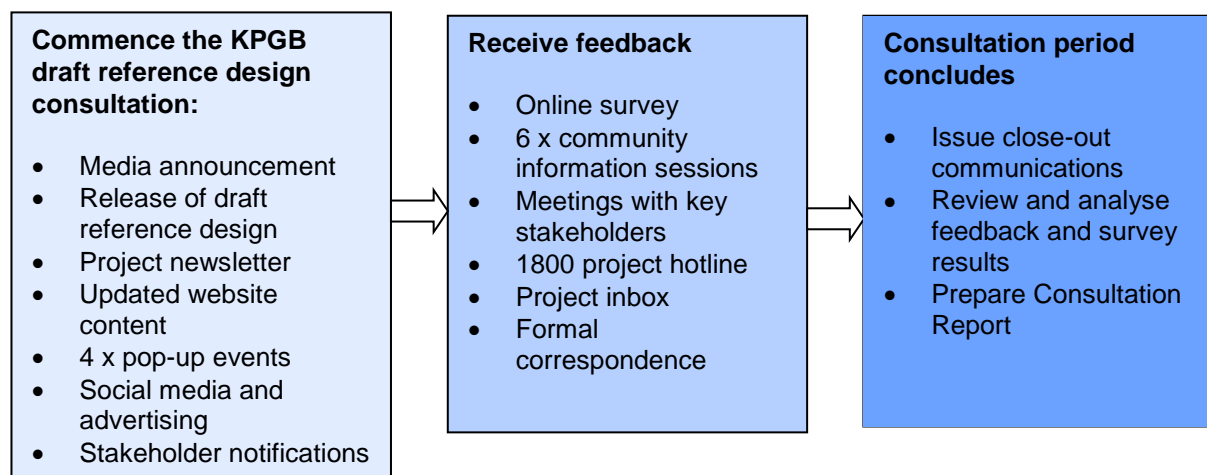 Commence the KPGB
draft reference design
consultation:
• Media announcement
• Release of draft
reference design
• Project newsletter
• Updated website
content
• 4 x pop-up events
• Social media and
advertising
• Stakeholder notifications
Receive feedback
• Online survey
• 6 x community
information sessions
• Meetings with key
stakeholders
• 1800 project hotline
• Project inbox
• Formal
correspondence
Consultation period
concludes
• Issue close-out
communications
• Review and analyse
feedback and survey
results
• Prepare Consultation
Report